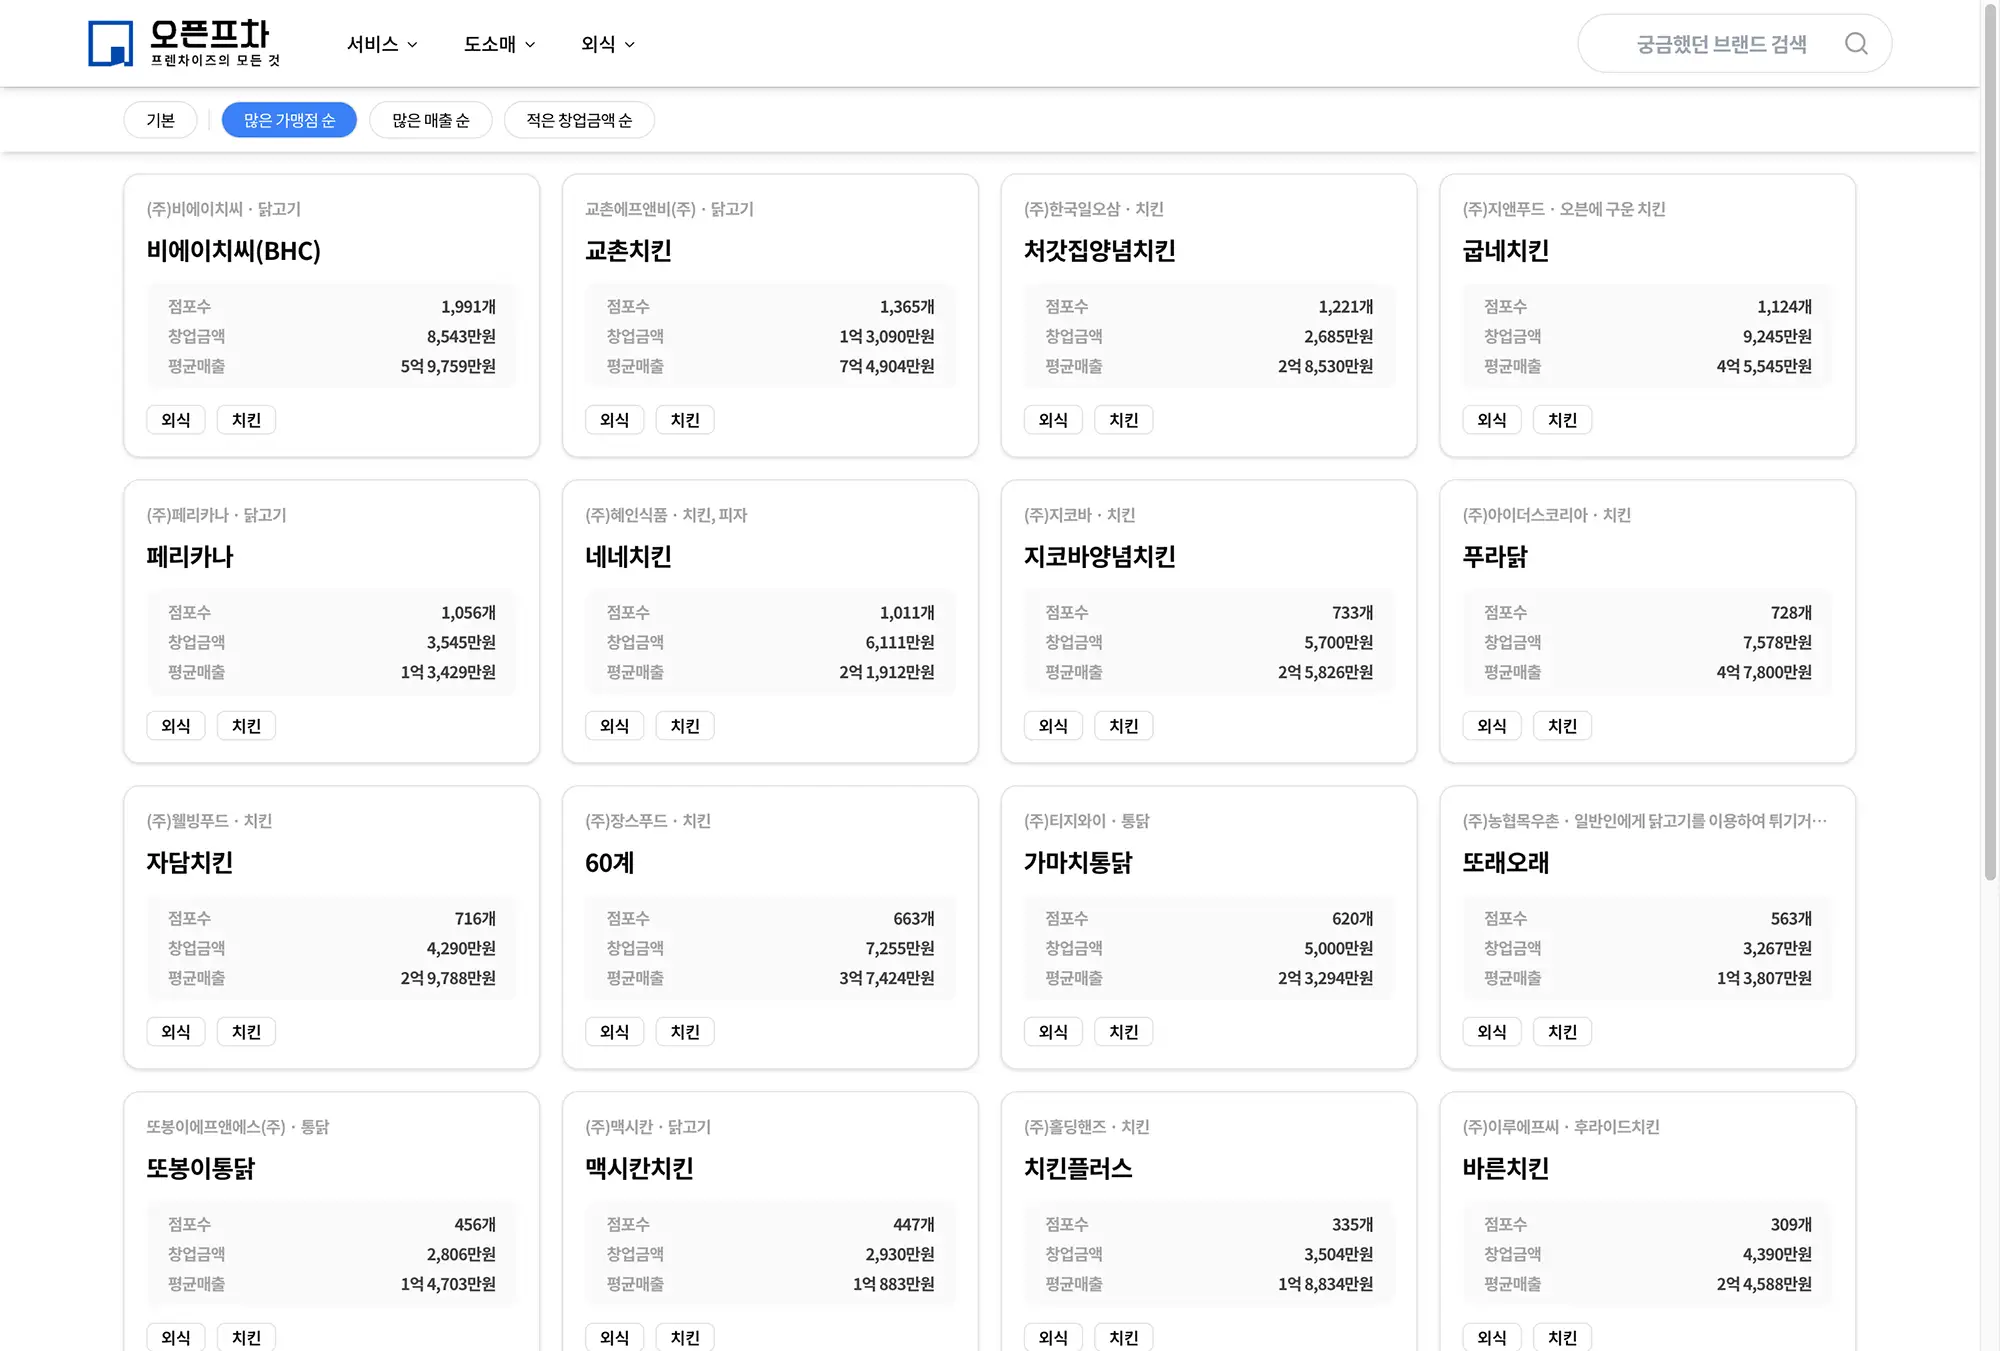 오픈프차
프렌차이즈의 모든 것
서비스
도소매
외식
궁금했던 브랜드 검색
기본
많은 가맹점 순
많은 매출 순
적은 창업금액 순
(주)비에이치씨 · 닭고기
비에이치씨(BHC)
점포수 1,991개
창업금액 8,543만원
평균매출 5억 9,759만원
외식 치킨
교촌에프앤비(주) · 닭고기
교촌치킨
점포수 1,365개
창업금액 1억 3,090만원
평균매출 7억 4,904만원
외식 치킨
(주)한국일오삼 · 치킨
처갓집양념치킨
점포수 1,221개
창업금액 2,685만원
평균매출 2억 8,530만원
외식 치킨
(주)지앤푸드 · 오븐에 구운 치킨
굽네치킨
점포수 1,124개
창업금액 9,245만원
평균매출 4억 5,545만원
외식 치킨
(주)페리카나 · 닭고기
페리카나
점포수 1,056개
창업금액 3,545만원
평균매출 1억 3,429만원
외식 치킨
(주)혜인식품 · 치킨, 피자
네네치킨
점포수 1,011개
창업금액 6,111만원
평균매출 2억 1,912만원
외식 치킨
(주)지코바 · 치킨
지코바양념치킨
점포수 733개
창업금액 5,700만원
평균매출 2억 5,826만원
외식 치킨
(주)아이더스코리아 · 치킨
푸라닭
점포수 728개
창업금액 7,578만원
평균매출 4억 7,800만원
외식 치킨
(주)웰빙푸드 · 치킨
자담치킨
점포수 716개
창업금액 4,290만원
평균매출 2억 9,788만원
외식 치킨
(주)장스푸드 · 치킨
60계
점포수 663개
창업금액 7,255만원
평균매출 3억 7,424만원
외식 치킨
(주)티지와이 · 통닭
가마치통닭
점포수 620개
창업금액 5,000만원
평균매출 2억 3,294만원
외식 치킨
(주)농협목우촌 · 일반인에게 닭고기를 이용하여 튀기거…
또래오래
점포수 563개
창업금액 3,267만원
평균매출 1억 3,807만원
외식 치킨
또봉이에프앤에스(주) · 통닭
또봉이통닭
점포수 456개
창업금액 2,806만원
평균매출 1억 4,703만원
외식 치킨
(주)맥시칸 · 닭고기
맥시칸치킨
점포수 447개
창업금액 2,930만원
평균매출 1억 883만원
외식 치킨
(주)홀딩핸즈 · 치킨
치킨플러스
점포수 335개
창업금액 3,504만원
평균매출 1억 8,834만원
외식 치킨
(주)이루에프씨 · 후라이드치킨
바른치킨
점포수 309개
창업금액 4,390만원
평균매출 2억 4,588만원
외식 치킨